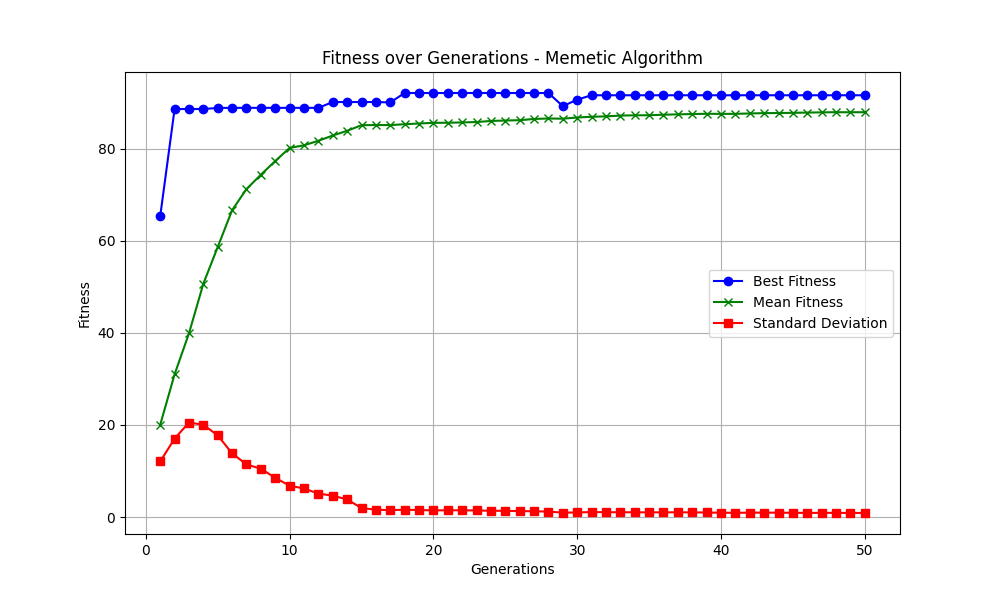 Fitness over Generations - Memetic Algorithm
Fitness
80
60
40
20
0
Best Fitness
Mean Fitness
Standard Deviation
0 10 20 30 40 50
Generations